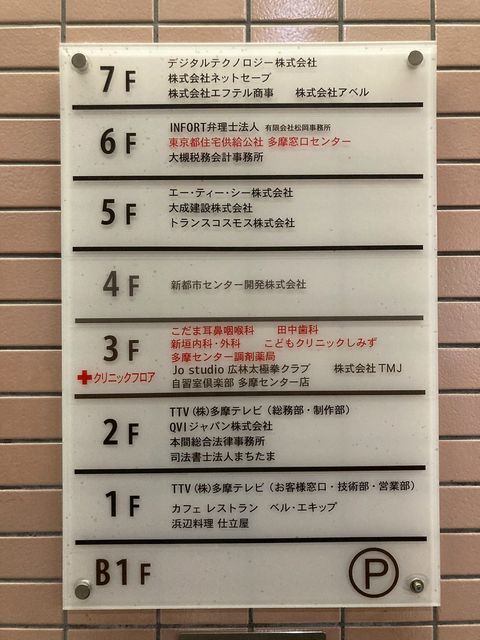 7F
デジタルテクノロジー株式会社
株式会社ネットセーブ
株式会社エフテル商事 株式会社アベル
6F
INFORT弁理士法人 有限会社松岡事務所
東京都住宅供給公社 多摩窓口センター
大槻税務会計事務所
5F
エー・ティー・シー株式会社
大成建設株式会社
トランスコスモス株式会社
4F
新都市センター開発株式会社
3F
クリニックフロア
こだま耳鼻咽喉科 田中歯科
新垣内科・外科 こどもクリニックしみず
多摩センター調剤薬局
Jo studio 広林太極拳クラブ 株式会社TMJ
自習室倶楽部 多摩センター店
2F
TTV（株）多摩テレビ（総務部・制作部）
QVIジャパン株式会社
本間総合法律事務所
司法書士法人まちたま
1F
TTV（株）多摩テレビ（お客様窓口・技術部・営業部）
カフェ レストラン ベル・エキップ
浜辺料理 仕立屋
B1F
P